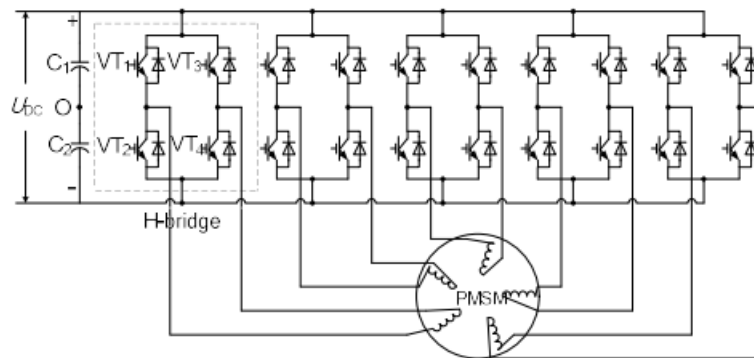 +
C1
VT1
VT3
UDC
O
C2
VT2
VT4
-
H-bridge
PMSM